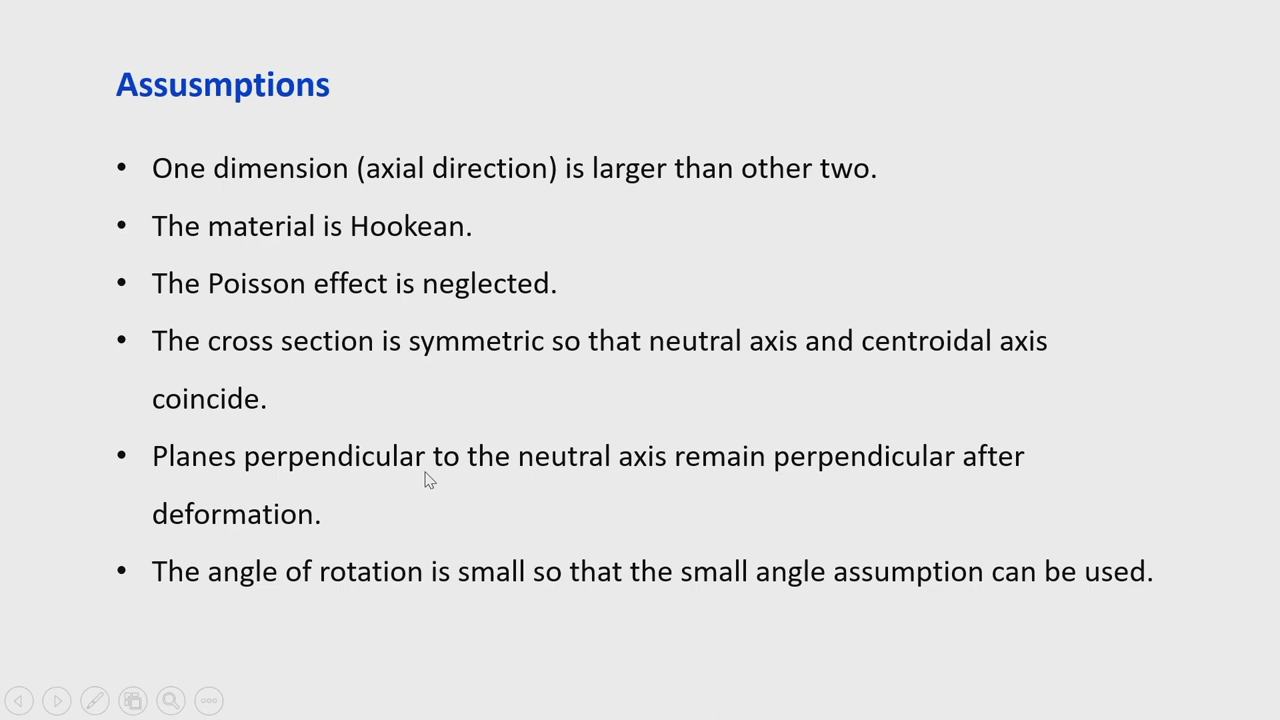 Assusmptions
• One dimension (axial direction) is larger than other two.
• The material is Hookean.
• The Poisson effect is neglected.
• The cross section is symmetric so that neutral axis and centroidal axis
coincide.
• Planes perpendicular to the neutral axis remain perpendicular after
deformation.
• The angle of rotation is small so that the small angle assumption can be used.